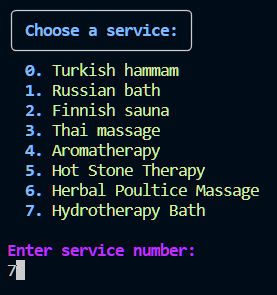 Choose a service:
0. Turkish hammam
1. Russian bath
2. Finnish sauna
3. Thai massage
4. Aromatherapy
5. Hot Stone Therapy
6. Herbal Poultice Massage
7. Hydrotherapy Bath
Enter service number:
7